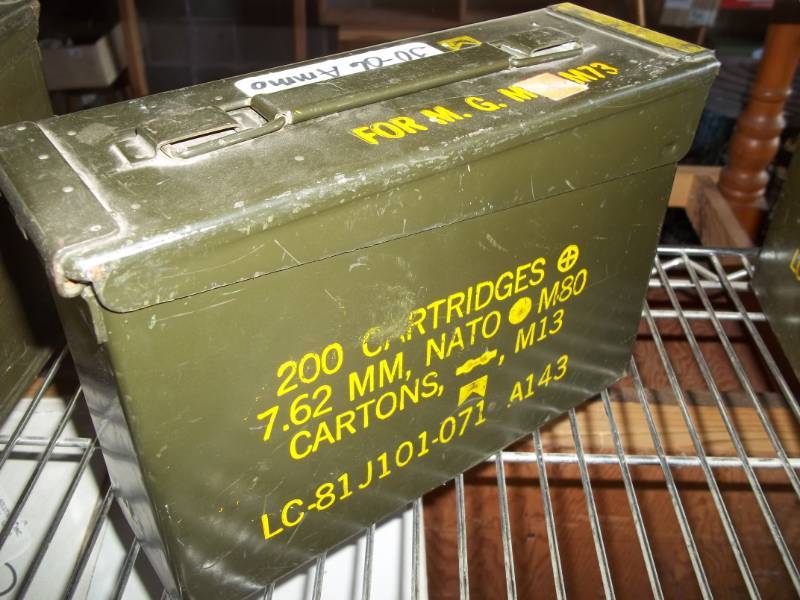 30-06 Ammo
FOR M. G. M73
200 CARTRIDGES
7.62 MM, NATO M80
CARTONS, , M13
LC-81J101-071 A143